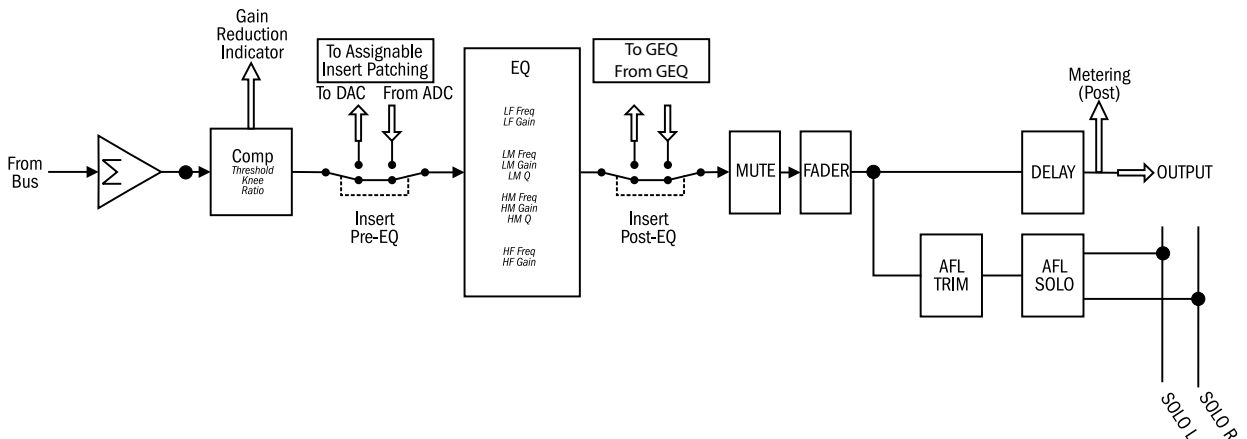 Gain
Reduction
Indicator
To Assignable
Insert Patching
To DAC From ADC
From
Bus
Σ
Comp
Threshold
Knee
Ratio
Insert
Pre-EQ
EQ
LF Freq
LF Gain
LM Freq
LM Gain
LM Q
HM Freq
HM Gain
HM Q
HF Freq
HF Gain
To GEQ
From GEQ
Insert
Post-EQ
MUTE
FADER
DELAY
Metering
(Post)
OUTPUT
AFL
TRIM
AFL
SOLO
SOLO L
SOLO R